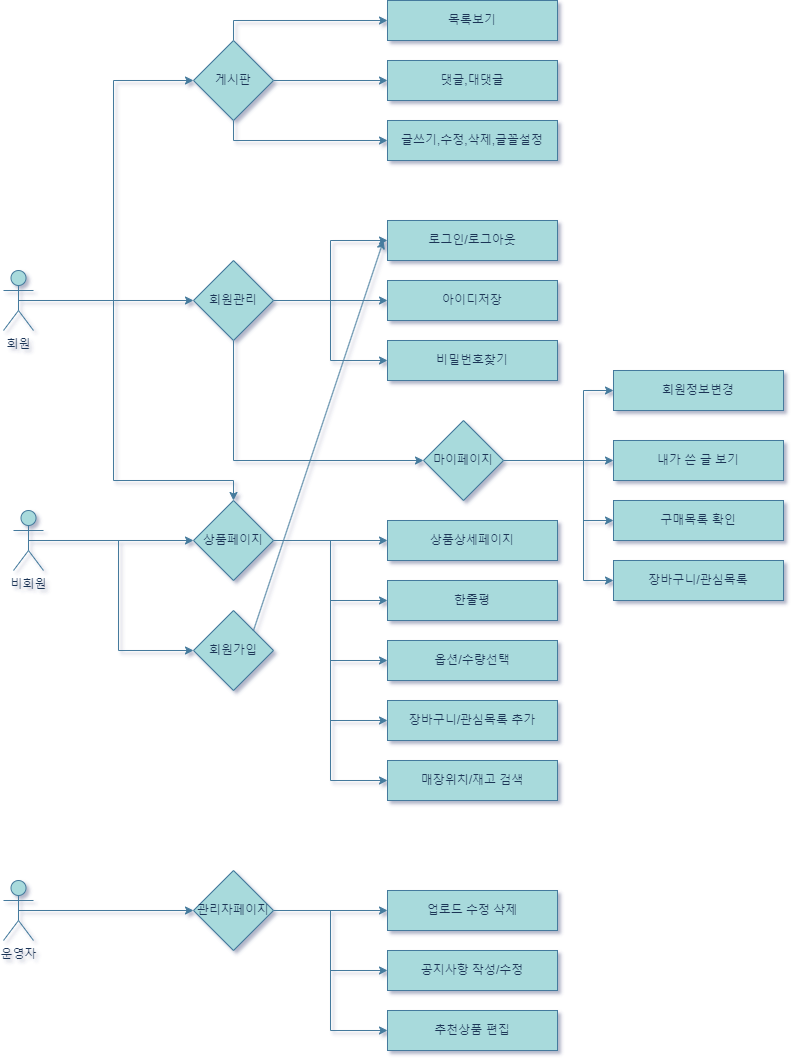 목록보기
게시판
댓글,대댓글
글쓰기,수정,삭제,글꼴설정
로그인/로그아웃
회원
회원관리
아이디저장
비밀번호찾기
회원정보변경
마이페이지
내가 쓴 글 보기
구매목록 확인
장바구니/관심목록
비회원
상품페이지
상품상세페이지
한줄평
회원가입
옵션/수량선택
장바구니/관심목록 추가
매장위치/재고 검색
운영자
관리자페이지
업로드 수정 삭제
공지사항 작성/수정
추천상품 편집